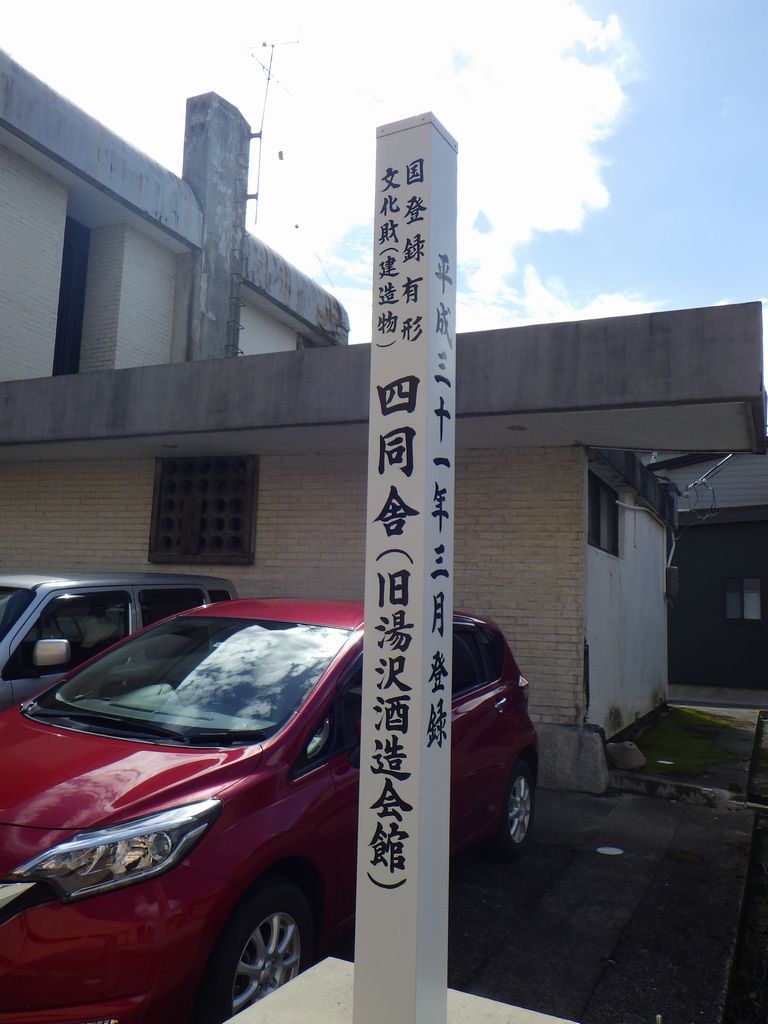 国登録有形
文化財（建造物）
四同舎（旧湯沢酒造会館）
平成三十一年三月登録